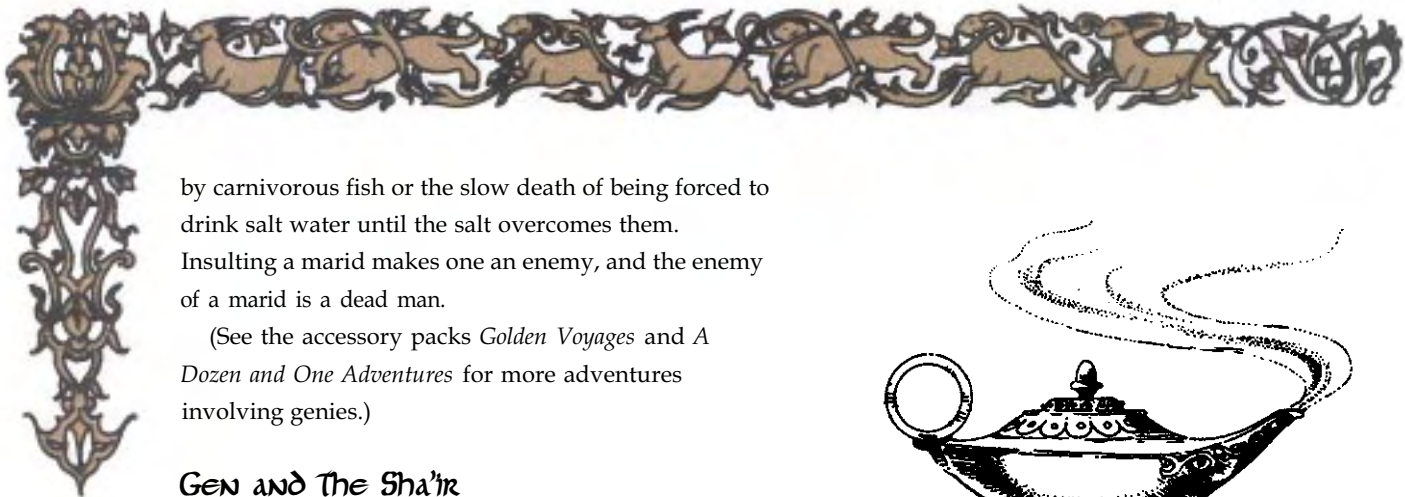 by carnivorous fish or the slow death of being forced to
drink salt water until the salt overcomes them.
Insulting a marid makes one an enemy, and the enemy
of a marid is a dead man.
(See the accessory packs Golden Voyages and A
Dozen and One Adventures for more adventures
involving genies.)
Gen and the Sha'ir